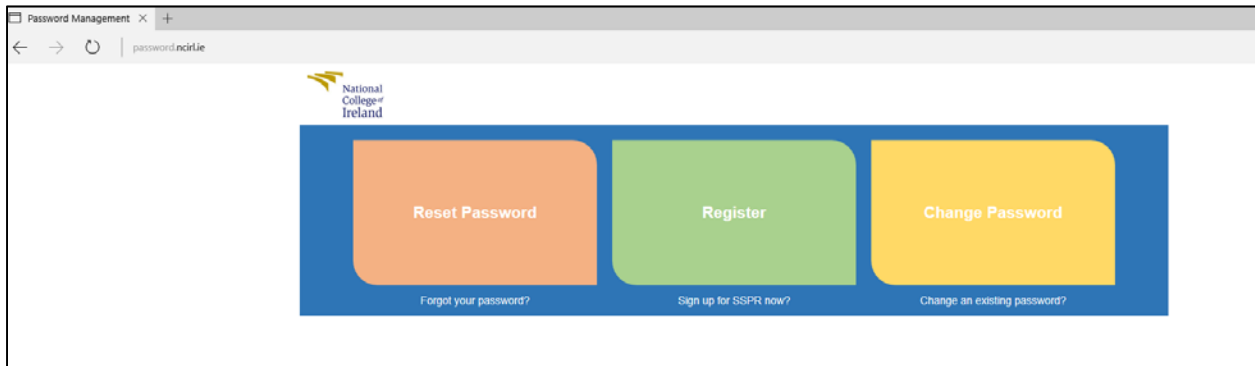 Password Management
password.ncirl.ie
National
College of
Ireland
Reset Password
Register
Change Password
Forgot your password?
Sign up for SSPR now?
Change an existing password?